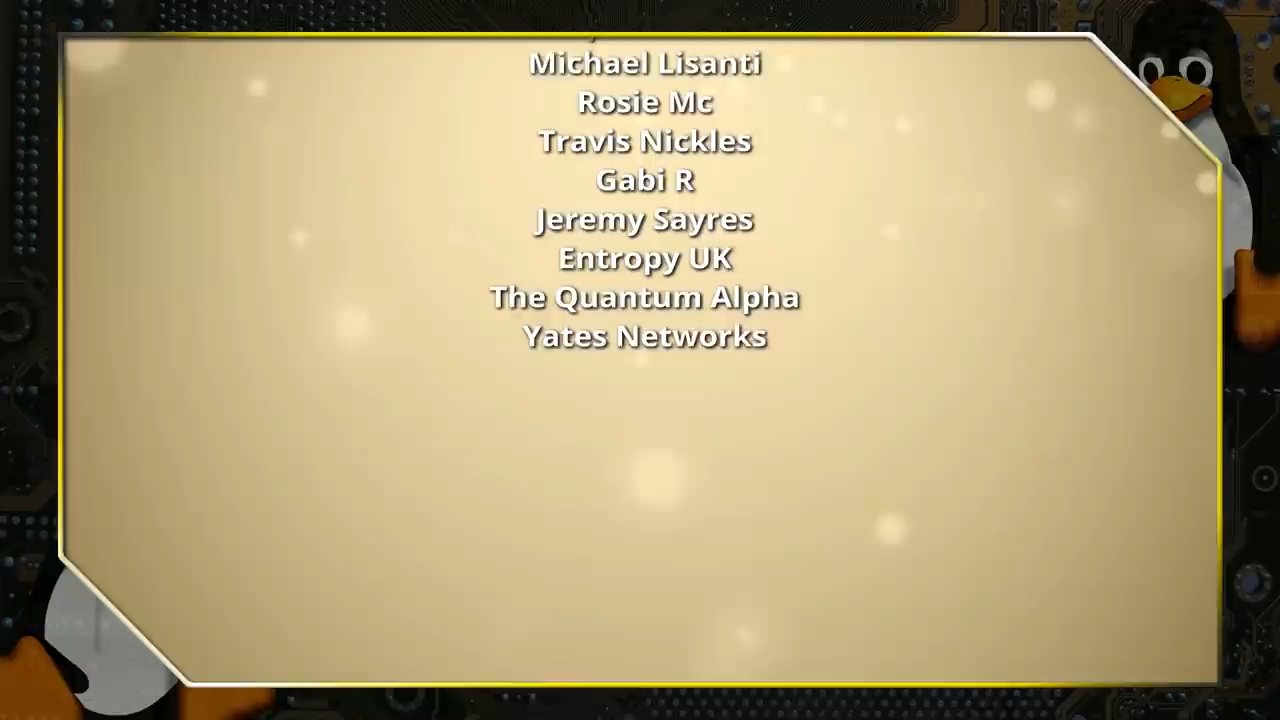 Michael Lisanti
Rosie Mc
Travis Nickles
Gabi R
Jeremy Sayres
Entropy UK
The Quantum Alpha
Yates Networks